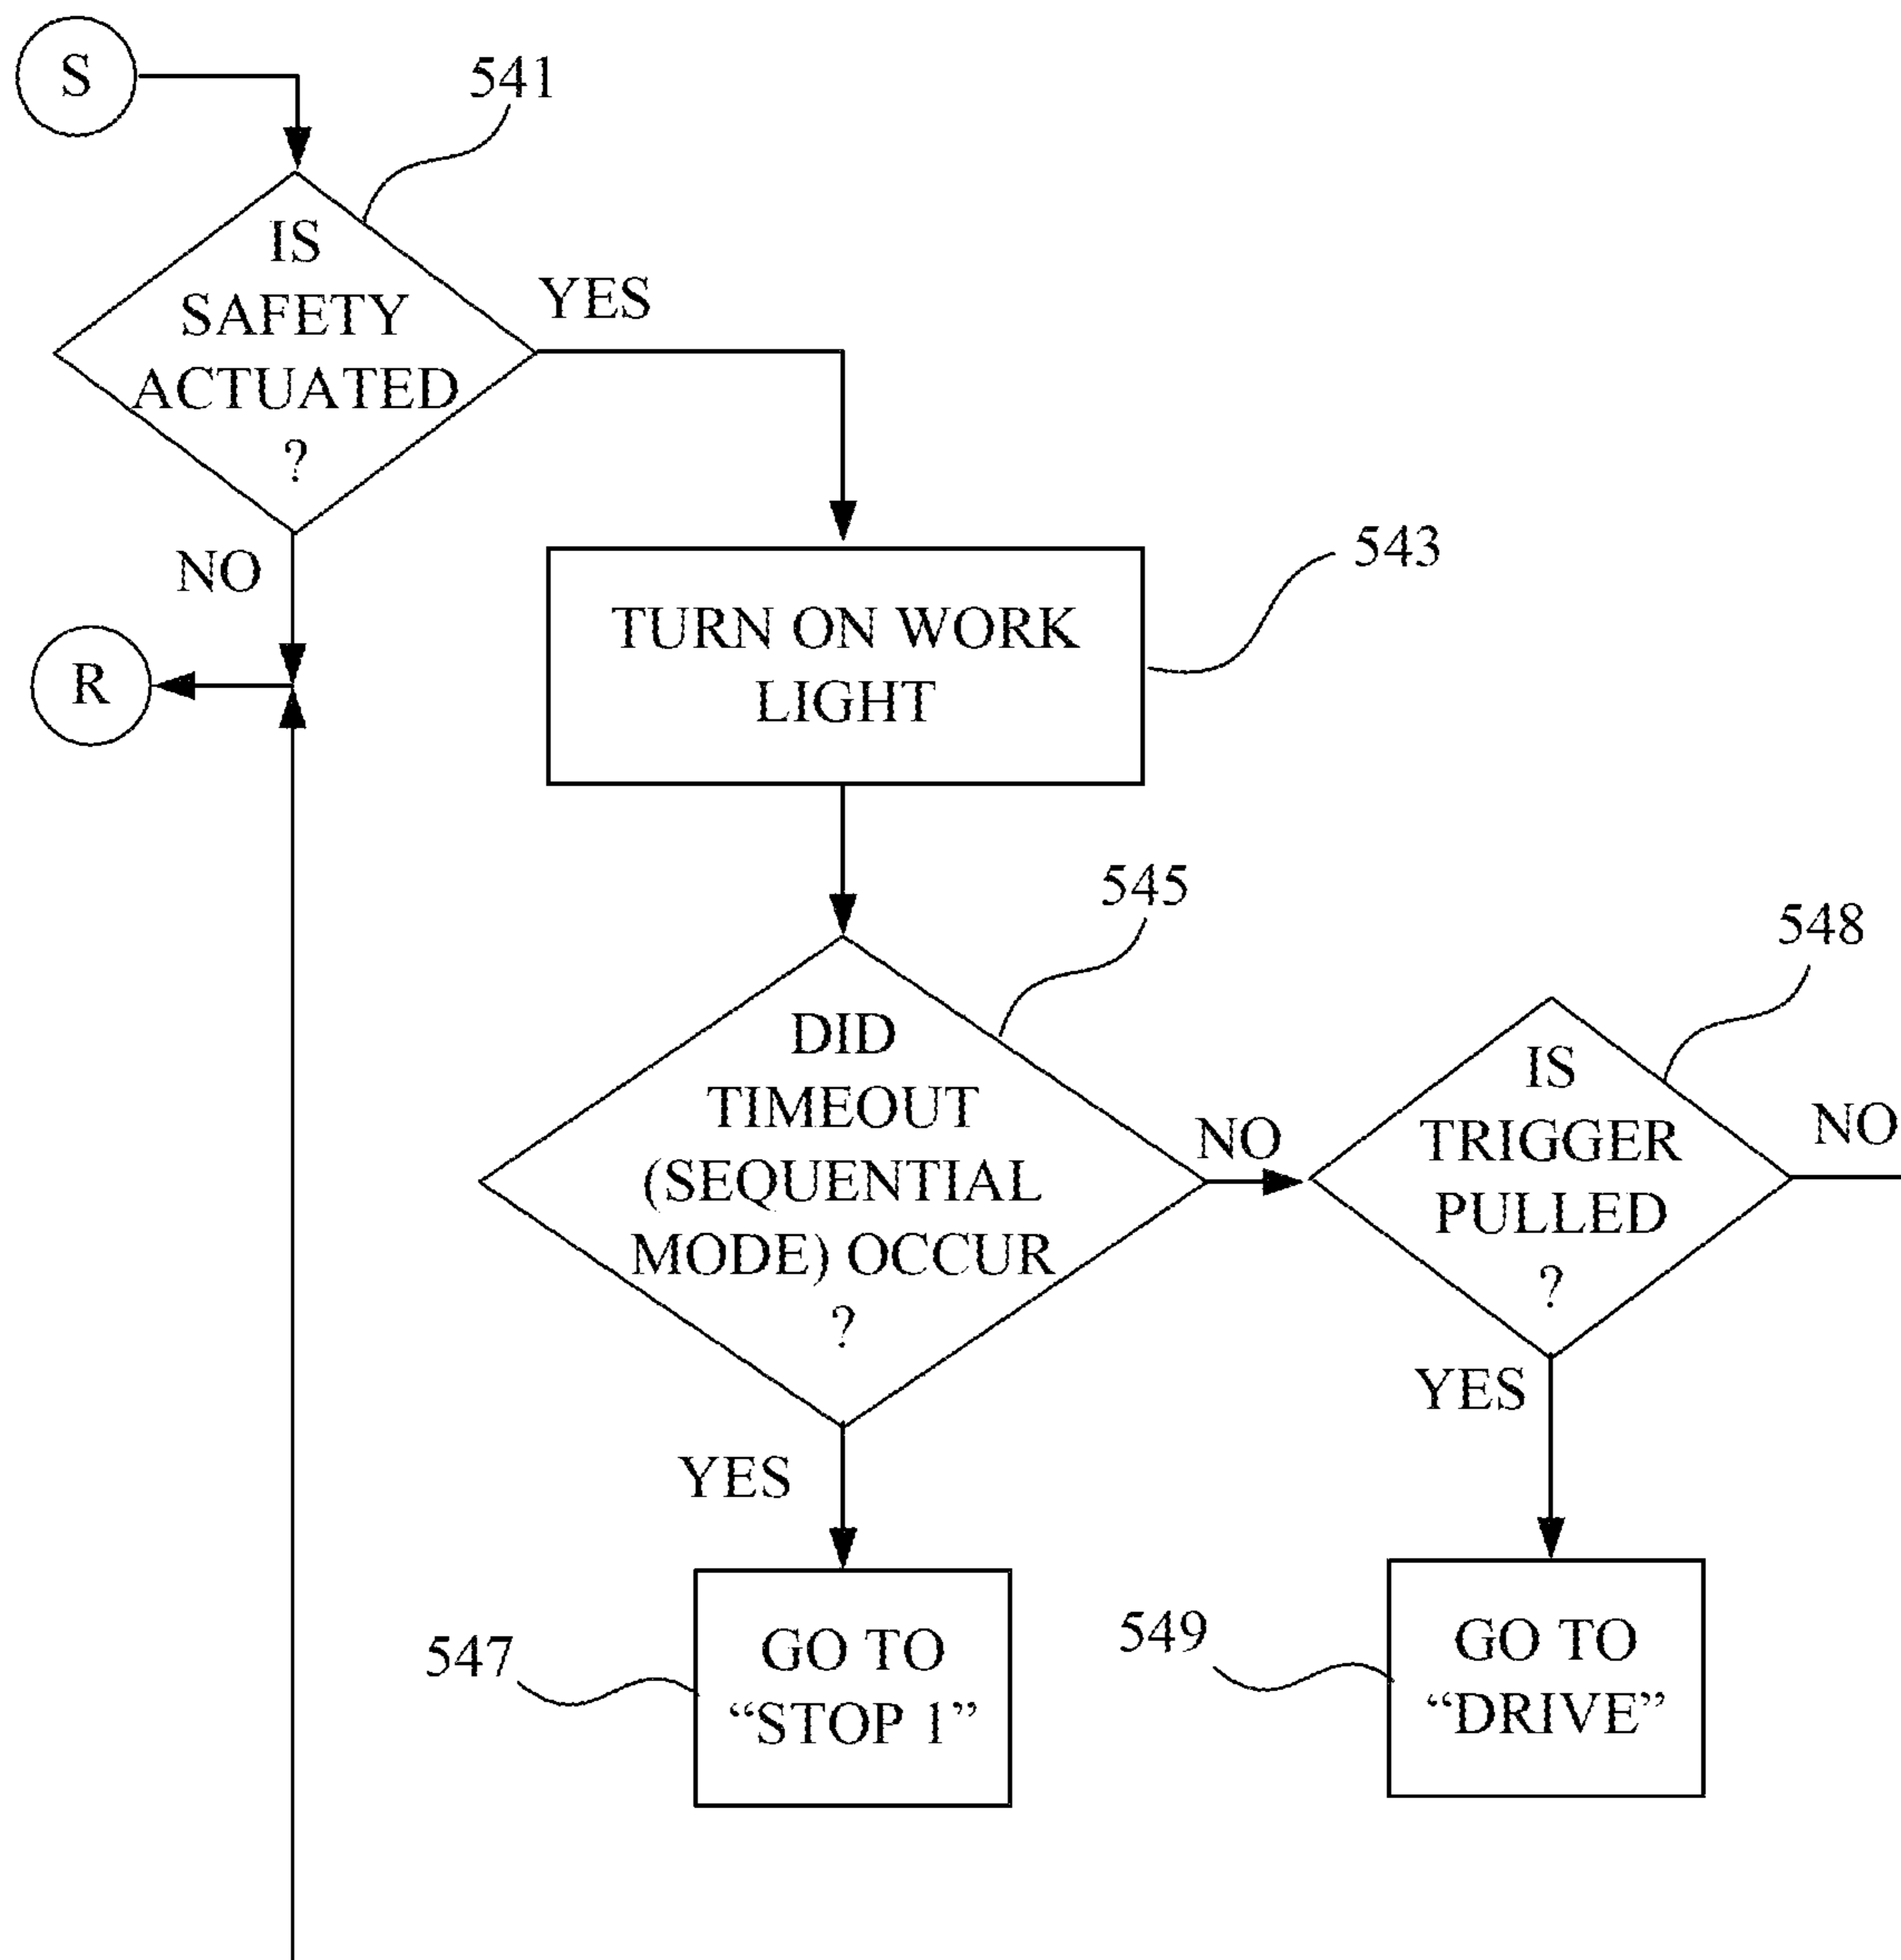 S
541
IS
SAFETY
ACTUATED
?
YES
NO
R
543
TURN ON WORK
LIGHT
545
DID
TIMEOUT
(SEQUENTIAL
MODE) OCCUR
?
NO
548
IS
TRIGGER
PULLED
?
NO
YES
YES
547
GO TO
“STOP 1”
549
GO TO
“DRIVE”